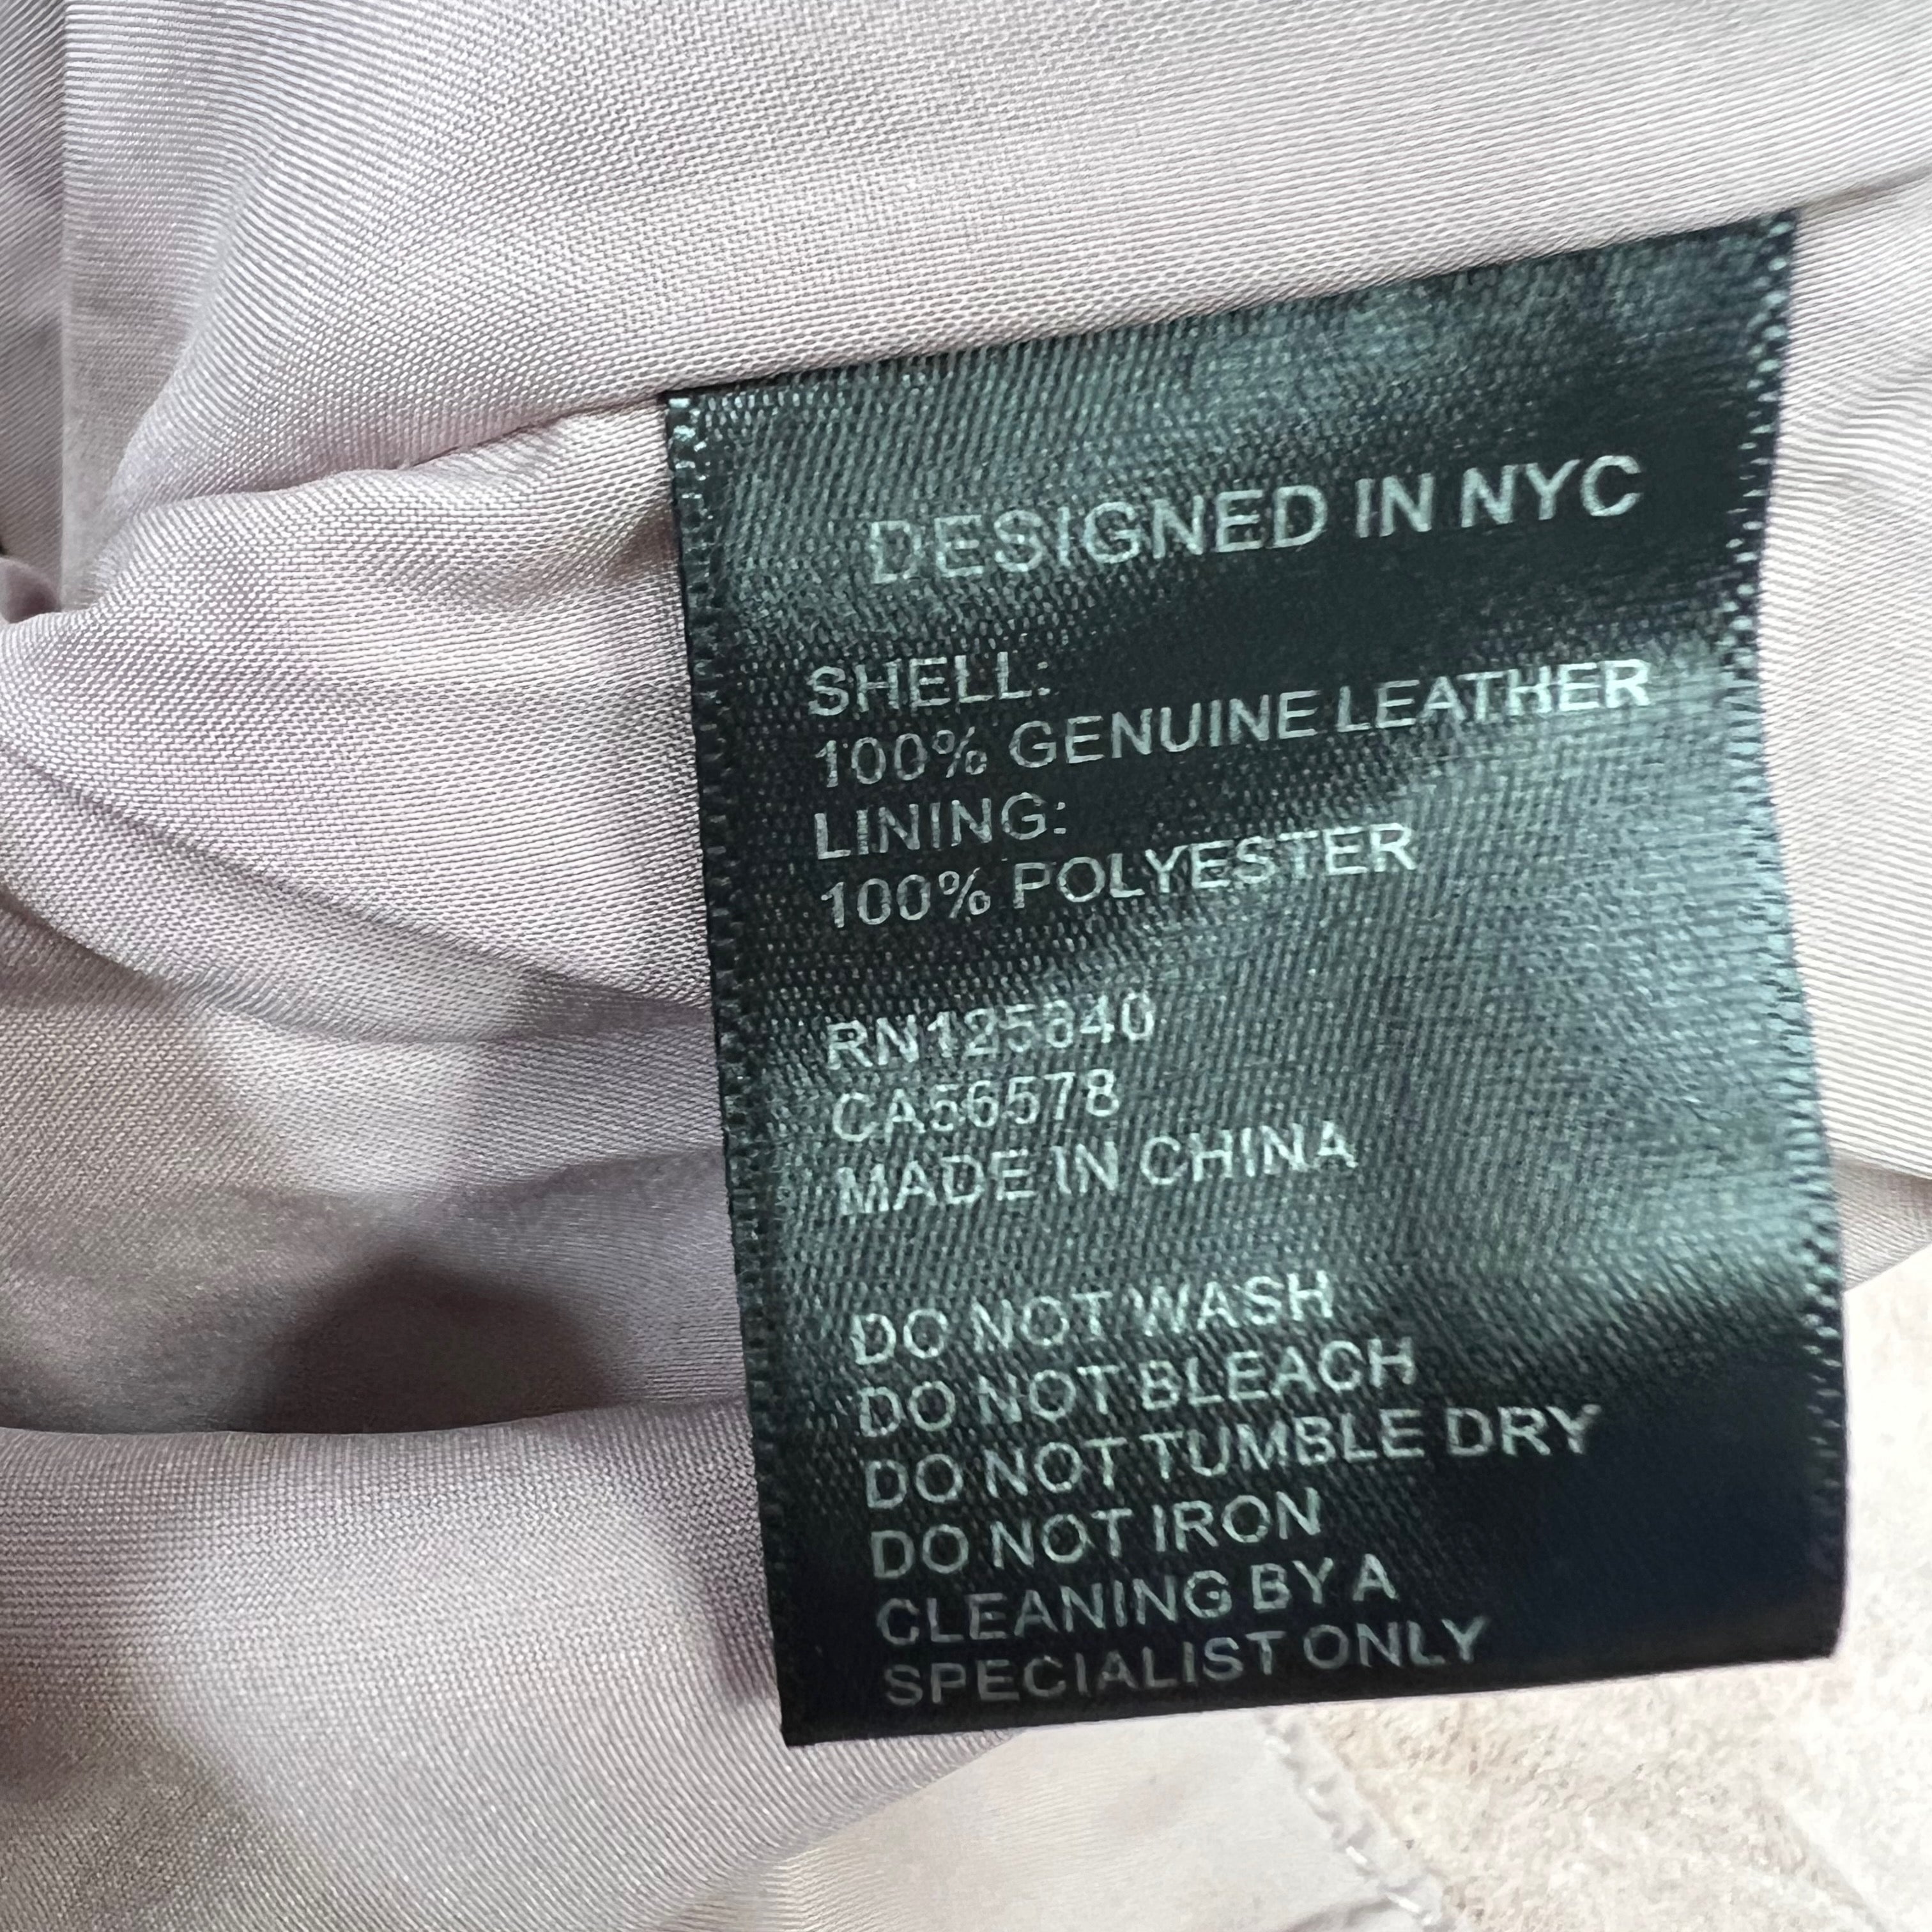 DESIGNED IN NYC
SHELL:
100% GENUINE LEATHER
LINING:
100% POLYESTER
RN125840
CA56578
MADE IN CHINA
DO NOT WASH
DO NOT BLEACH
DO NOT TUMBLE DRY
DO NOT IRON
CLEANING BY A
SPECIALIST ONLY